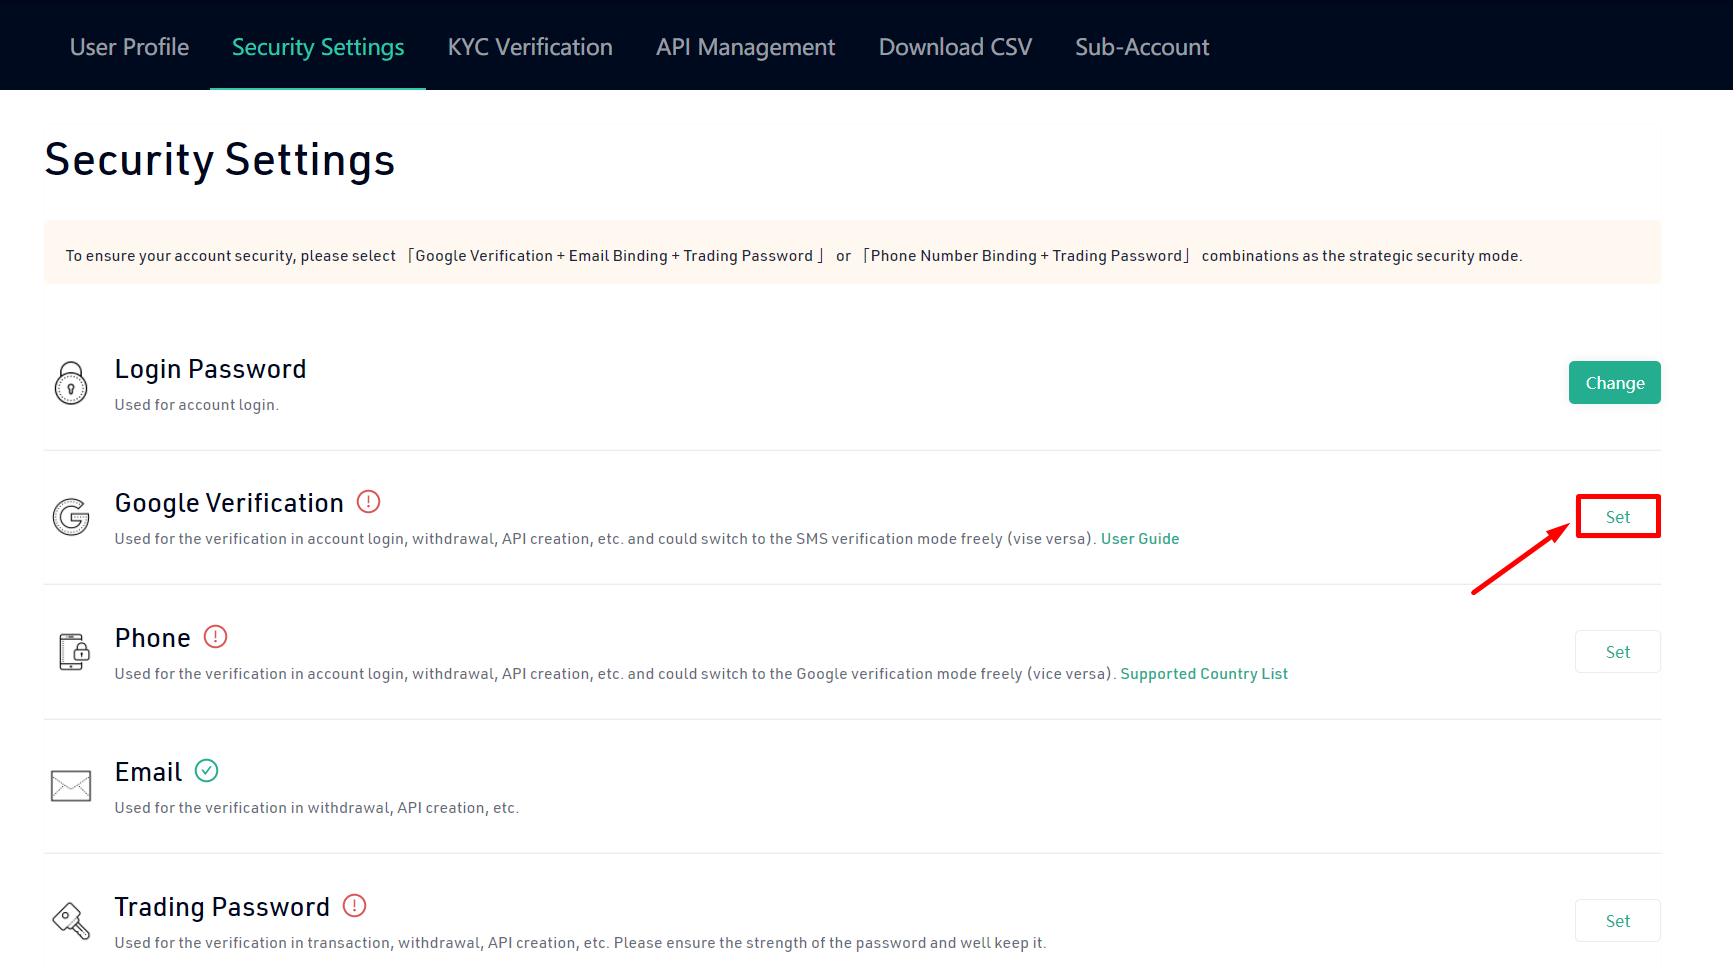 User Profile Security Settings KYC Verification API Management Download CSV Sub-Account
Security Settings
To ensure your account security, please select 「Google Verification + Email Binding + Trading Password 」 or 「Phone Number Binding + Trading Password」 combinations as the strategic security mode.
Login Password
Used for account login.
Change
Google Verification
Used for the verification in account login, withdrawal, API creation, etc. and could switch to the SMS verification mode freely (vise versa). User Guide
Set
Phone
Used for the verification in account login, withdrawal, API creation, etc. and could switch to the Google verification mode freely (vice versa). Supported Country List
Set
Email
Used for the verification in withdrawal, API creation, etc.
Trading Password
Used for the verification in transaction, withdrawal, API creation, etc. Please ensure the strength of the password and well keep it.
Set